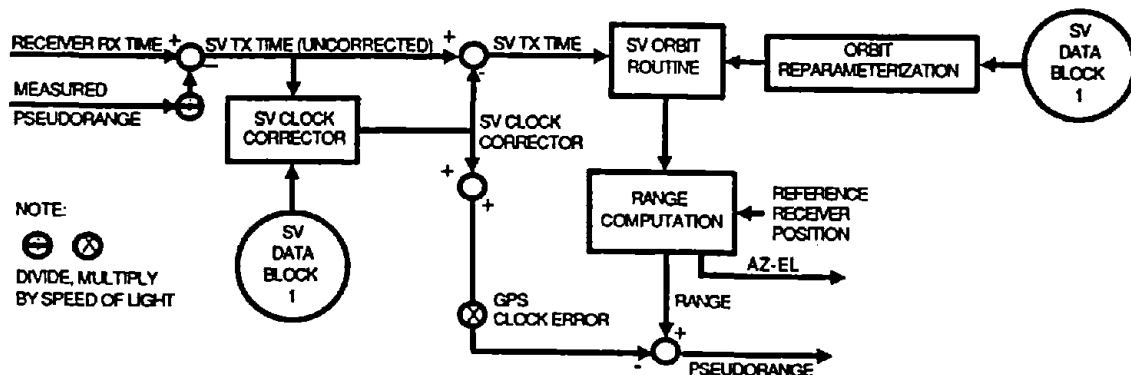 RECEIVER RX TIME
+
−
SV TX TIME (UNCORRECTED)
+
-
SV TX TIME
SV ORBIT
ROUTINE
ORBIT
REPARAMETERIZATION
SV
DATA
BLOCK
1
MEASURED
PSEUDORANGE
SV CLOCK
CORRECTOR
SV CLOCK
CORRECTOR
+
+
RANGE
COMPUTATION
REFERENCE
RECEIVER
POSITION
NOTE:
DIVIDE, MULTIPLY
BY SPEED OF LIGHT
SV
DATA
BLOCK
1
AZ-EL
GPS
CLOCK ERROR
RANGE
+
-
PSEUDORANGE